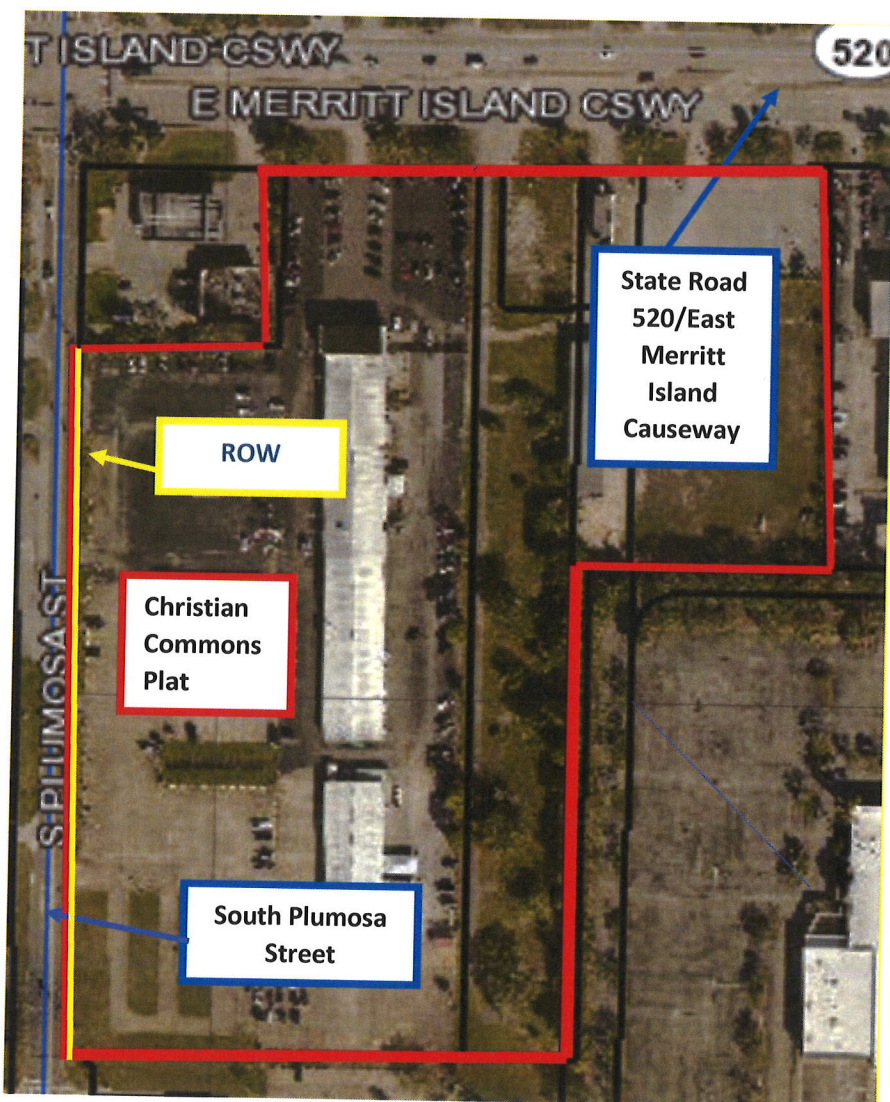 T ISLAND CSWY
520
E MERRITT ISLAND CSWY
State Road
520/East
Merritt
Island
Causeway
ROW
Christian
Commons
Plat
S PLUMOSA ST
South Plumosa
Street